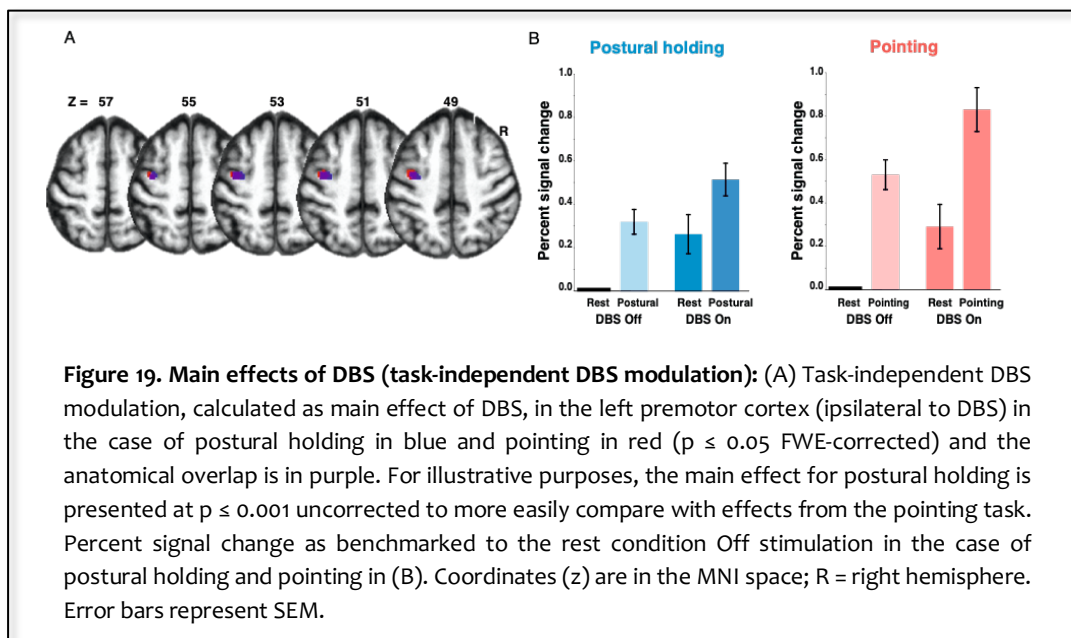 A
Z = 57 55 53 51 49
R
B
Postural holding
Percent signal change
1.0
0.8
0.6
0.4
0.2
0.0
Rest Postural Rest Postural
DBS Off DBS On
Pointing
Percent signal change
1.0
0.8
0.6
0.4
0.2
0.0
Rest Pointing Rest Pointing
DBS Off DBS On
Figure 19. Main effects of DBS (task-independent DBS modulation): (A) Task-independent DBS
modulation, calculated as main effect of DBS, in the left premotor cortex (ipsilateral to DBS) in
the case of postural holding in blue and pointing in red (p ≤ 0.05 FWE-corrected) and the
anatomical overlap is in purple. For illustrative purposes, the main effect for postural holding is
presented at p ≤ 0.001 uncorrected to more easily compare with effects from the pointing task.
Percent signal change as benchmarked to the rest condition Off stimulation in the case of
postural holding and pointing in (B). Coordinates (z) are in the MNI space; R = right hemisphere.
Error bars represent SEM.